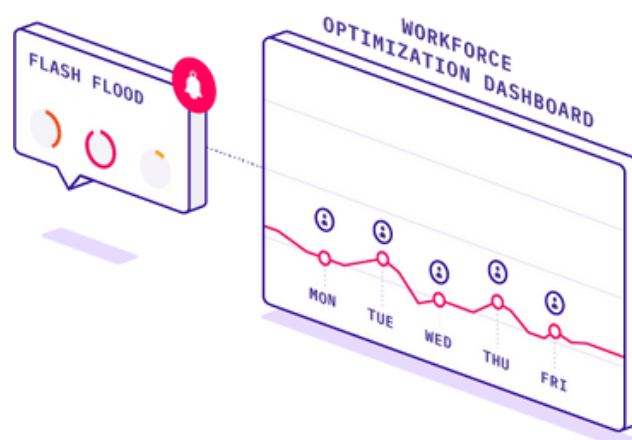 FLASH FLOOD
WORKFORCE
OPTIMIZATION DASHBOARD
MON
TUE
WED
THU
FRI